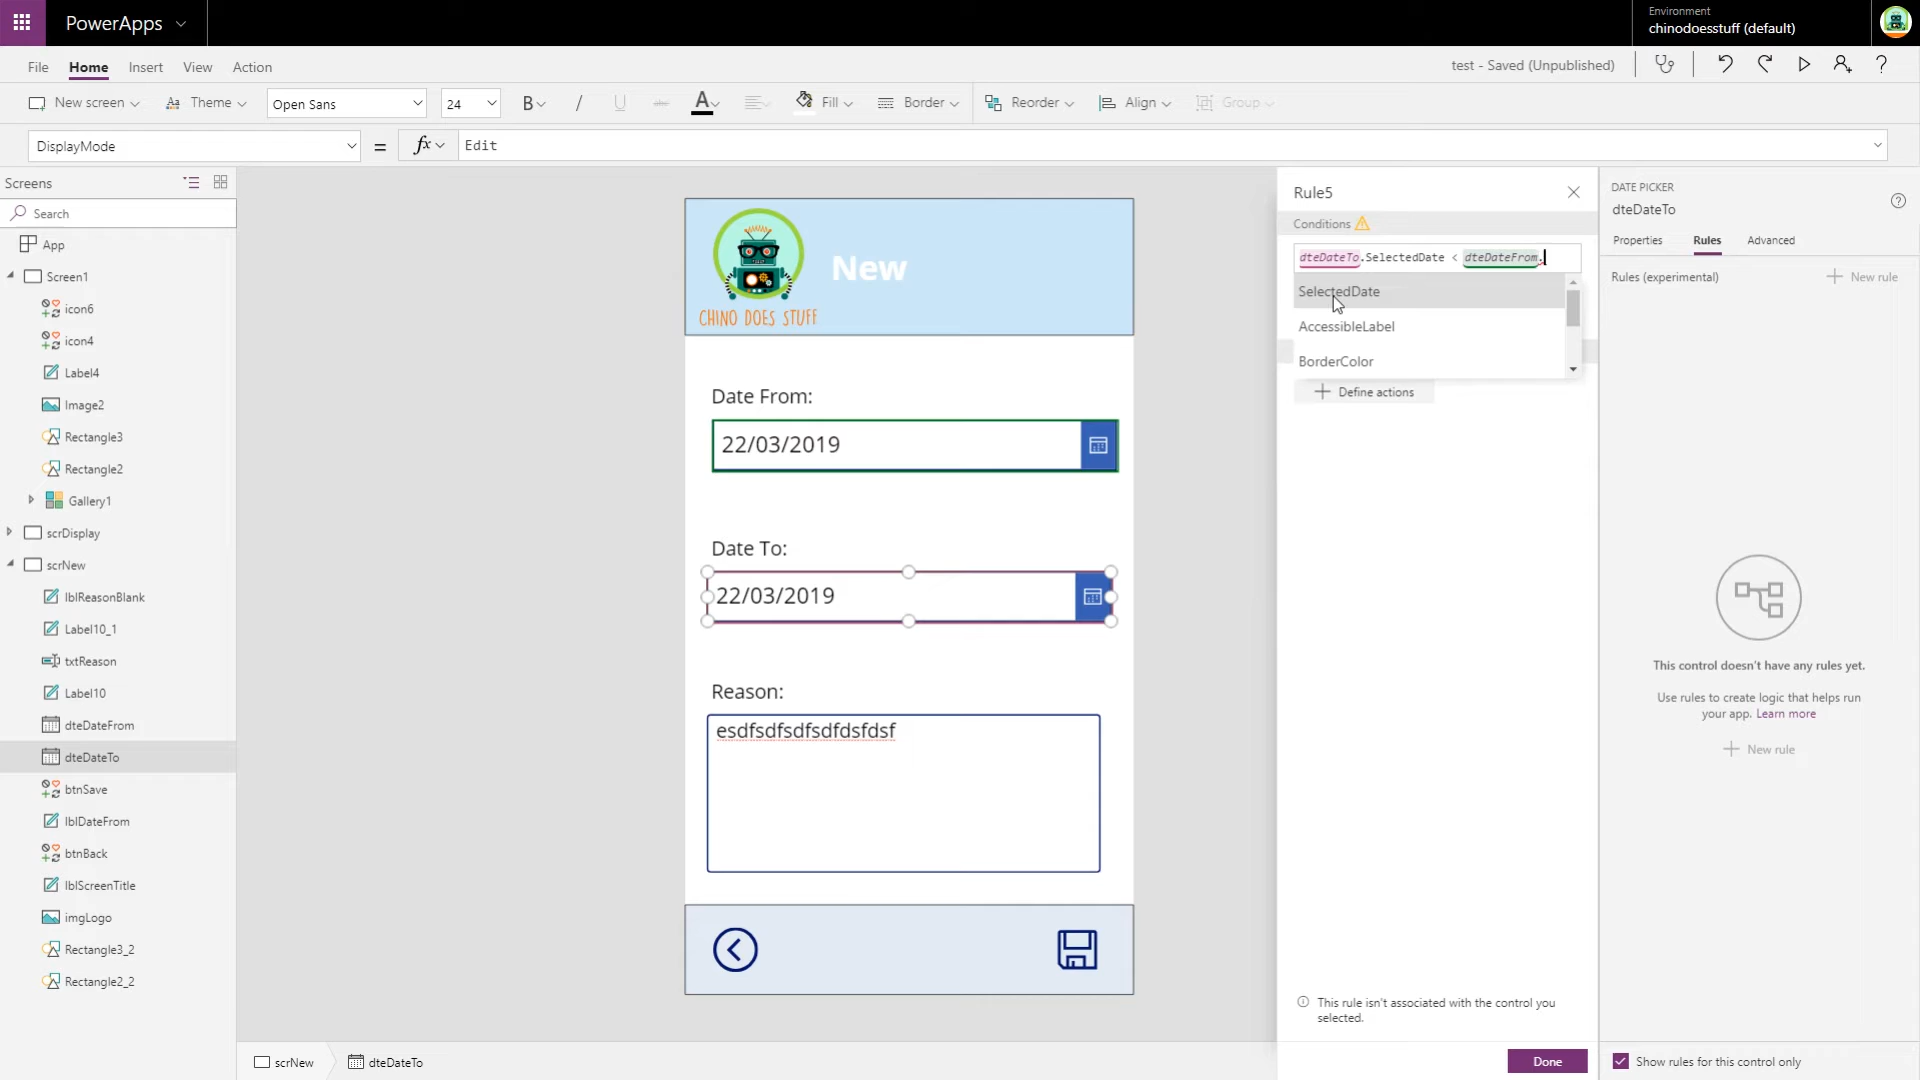 PowerApps
Environment
chinodoesstuff (default)
File
Home
Insert
View
Action
test - Saved (Unpublished)
New screen
Theme
Open Sans
24
B
I
U
abc
A
Fill
Border
Reorder
Align
Group
DisplayMode
=
fx
Edit
Screens
Search
App
Screen1
icon6
icon4
Label4
Image2
Rectangle3
Rectangle2
Gallery1
scrDisplay
scrNew
lblReasonBlank
Label10_1
txtReason
Label10
dteDateFrom
dteDateTo
btnSave
lblDateFrom
btnBack
lblScreenTitle
imgLogo
Rectangle3_2
Rectangle2_2
CHINO DOES STUFF
New
Date From:
22/03/2019
Date To:
22/03/2019
Reason:
esdfsdfsdfsdfdsfdsf
scrNew
dteDateTo
Rule5
Conditions
dteDateTo.SelectedDate < dteDateFrom.
SelectedDate
AccessibleLabel
BorderColor
Define actions
This rule isn't associated with the control you
selected.
Done
DATE PICKER
dteDateTo
Properties
Rules
Advanced
Rules (experimental)
New rule
This control doesn't have any rules yet.
Use rules to create logic that helps run
your app. Learn more
New rule
Show rules for this control only